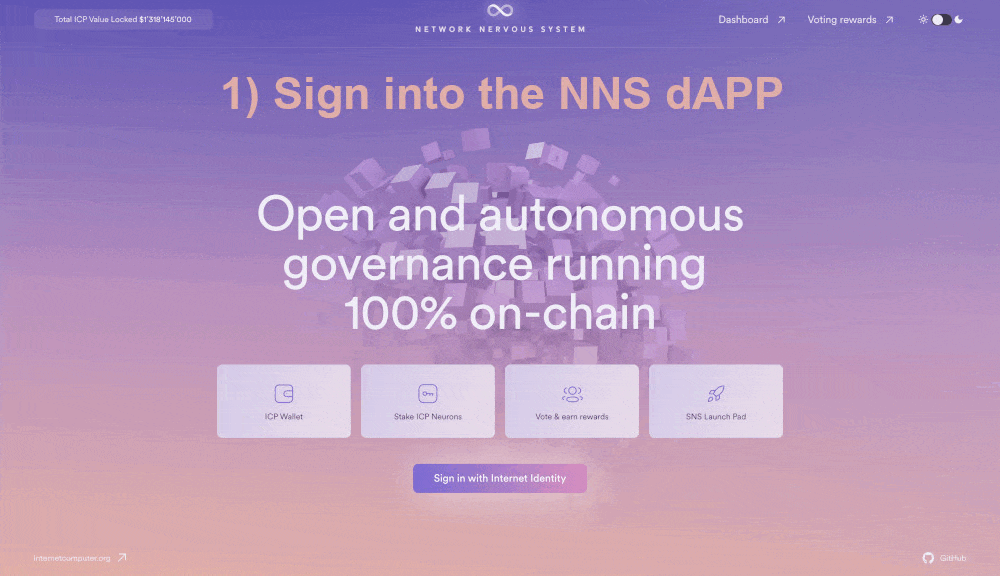 Total ICP Value Locked $1'318'145'000
NETWORK NERVOUS SYSTEM
Dashboard
Voting rewards
1) Sign into the NNS dAPP
Open and autonomous
governance running
100% on-chain
ICP Wallet
Stake ICP Neurons
Vote & earn rewards
SNS Launch Pad
Sign in with Internet Identity
internetcomputer.org
GitHub